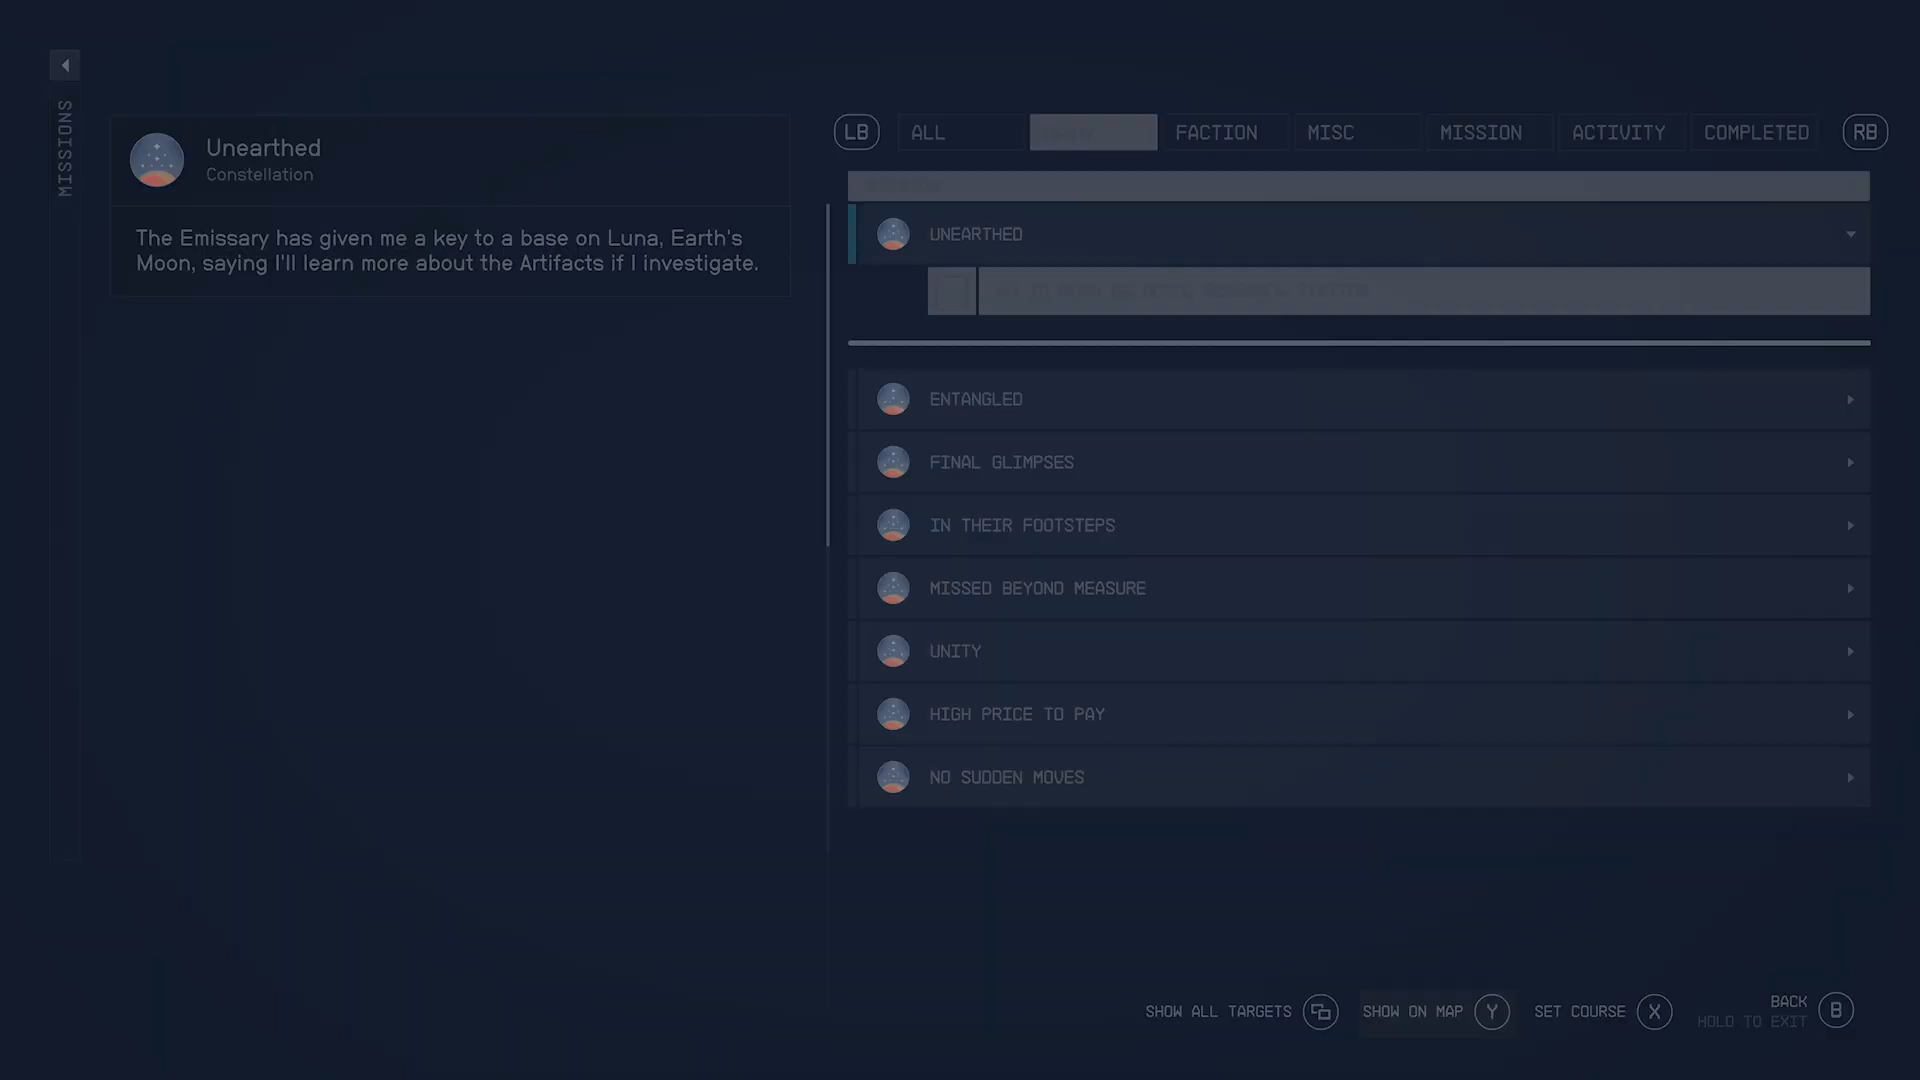 MISSIONS
Unearthed
Constellation
The Emissary has given me a key to a base on Luna, Earth's
Moon, saying I'll learn more about the Artifacts if I investigate.
LB ALL FACTION MISC MISSION ACTIVITY COMPLETED RB
UNEARTHED
ENTANGLED
FINAL GLIMPSES
IN THEIR FOOTSTEPS
MISSED BEYOND MEASURE
UNITY
HIGH PRICE TO PAY
NO SUDDEN MOVES
SHOW ALL TARGETS SHOW ON MAP Y SET COURSE X BACK B
HOLD TO EXIT